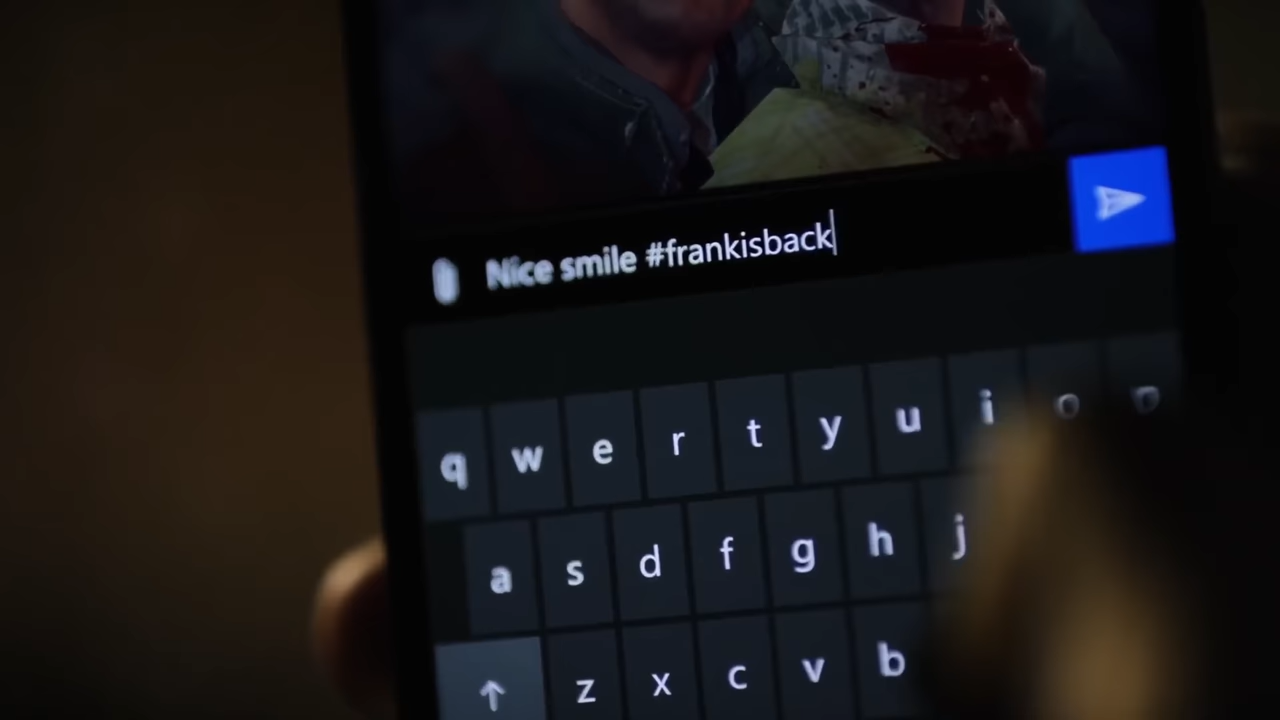 Nice smile #frankisback
q w e r t y u i o p
a s d f g h j
z x c v b